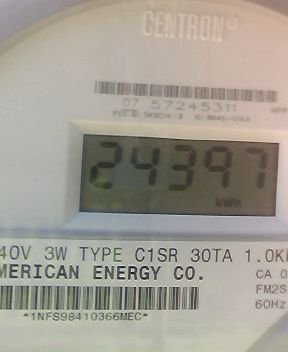 CENTRON®
07 57245311
24397
kWh
40V 3W TYPE C1SR 30TA 1.0K
MERICAN ENERGY CO.
CA 0
FM2S
60Hz
*1NFS98410366MEC*